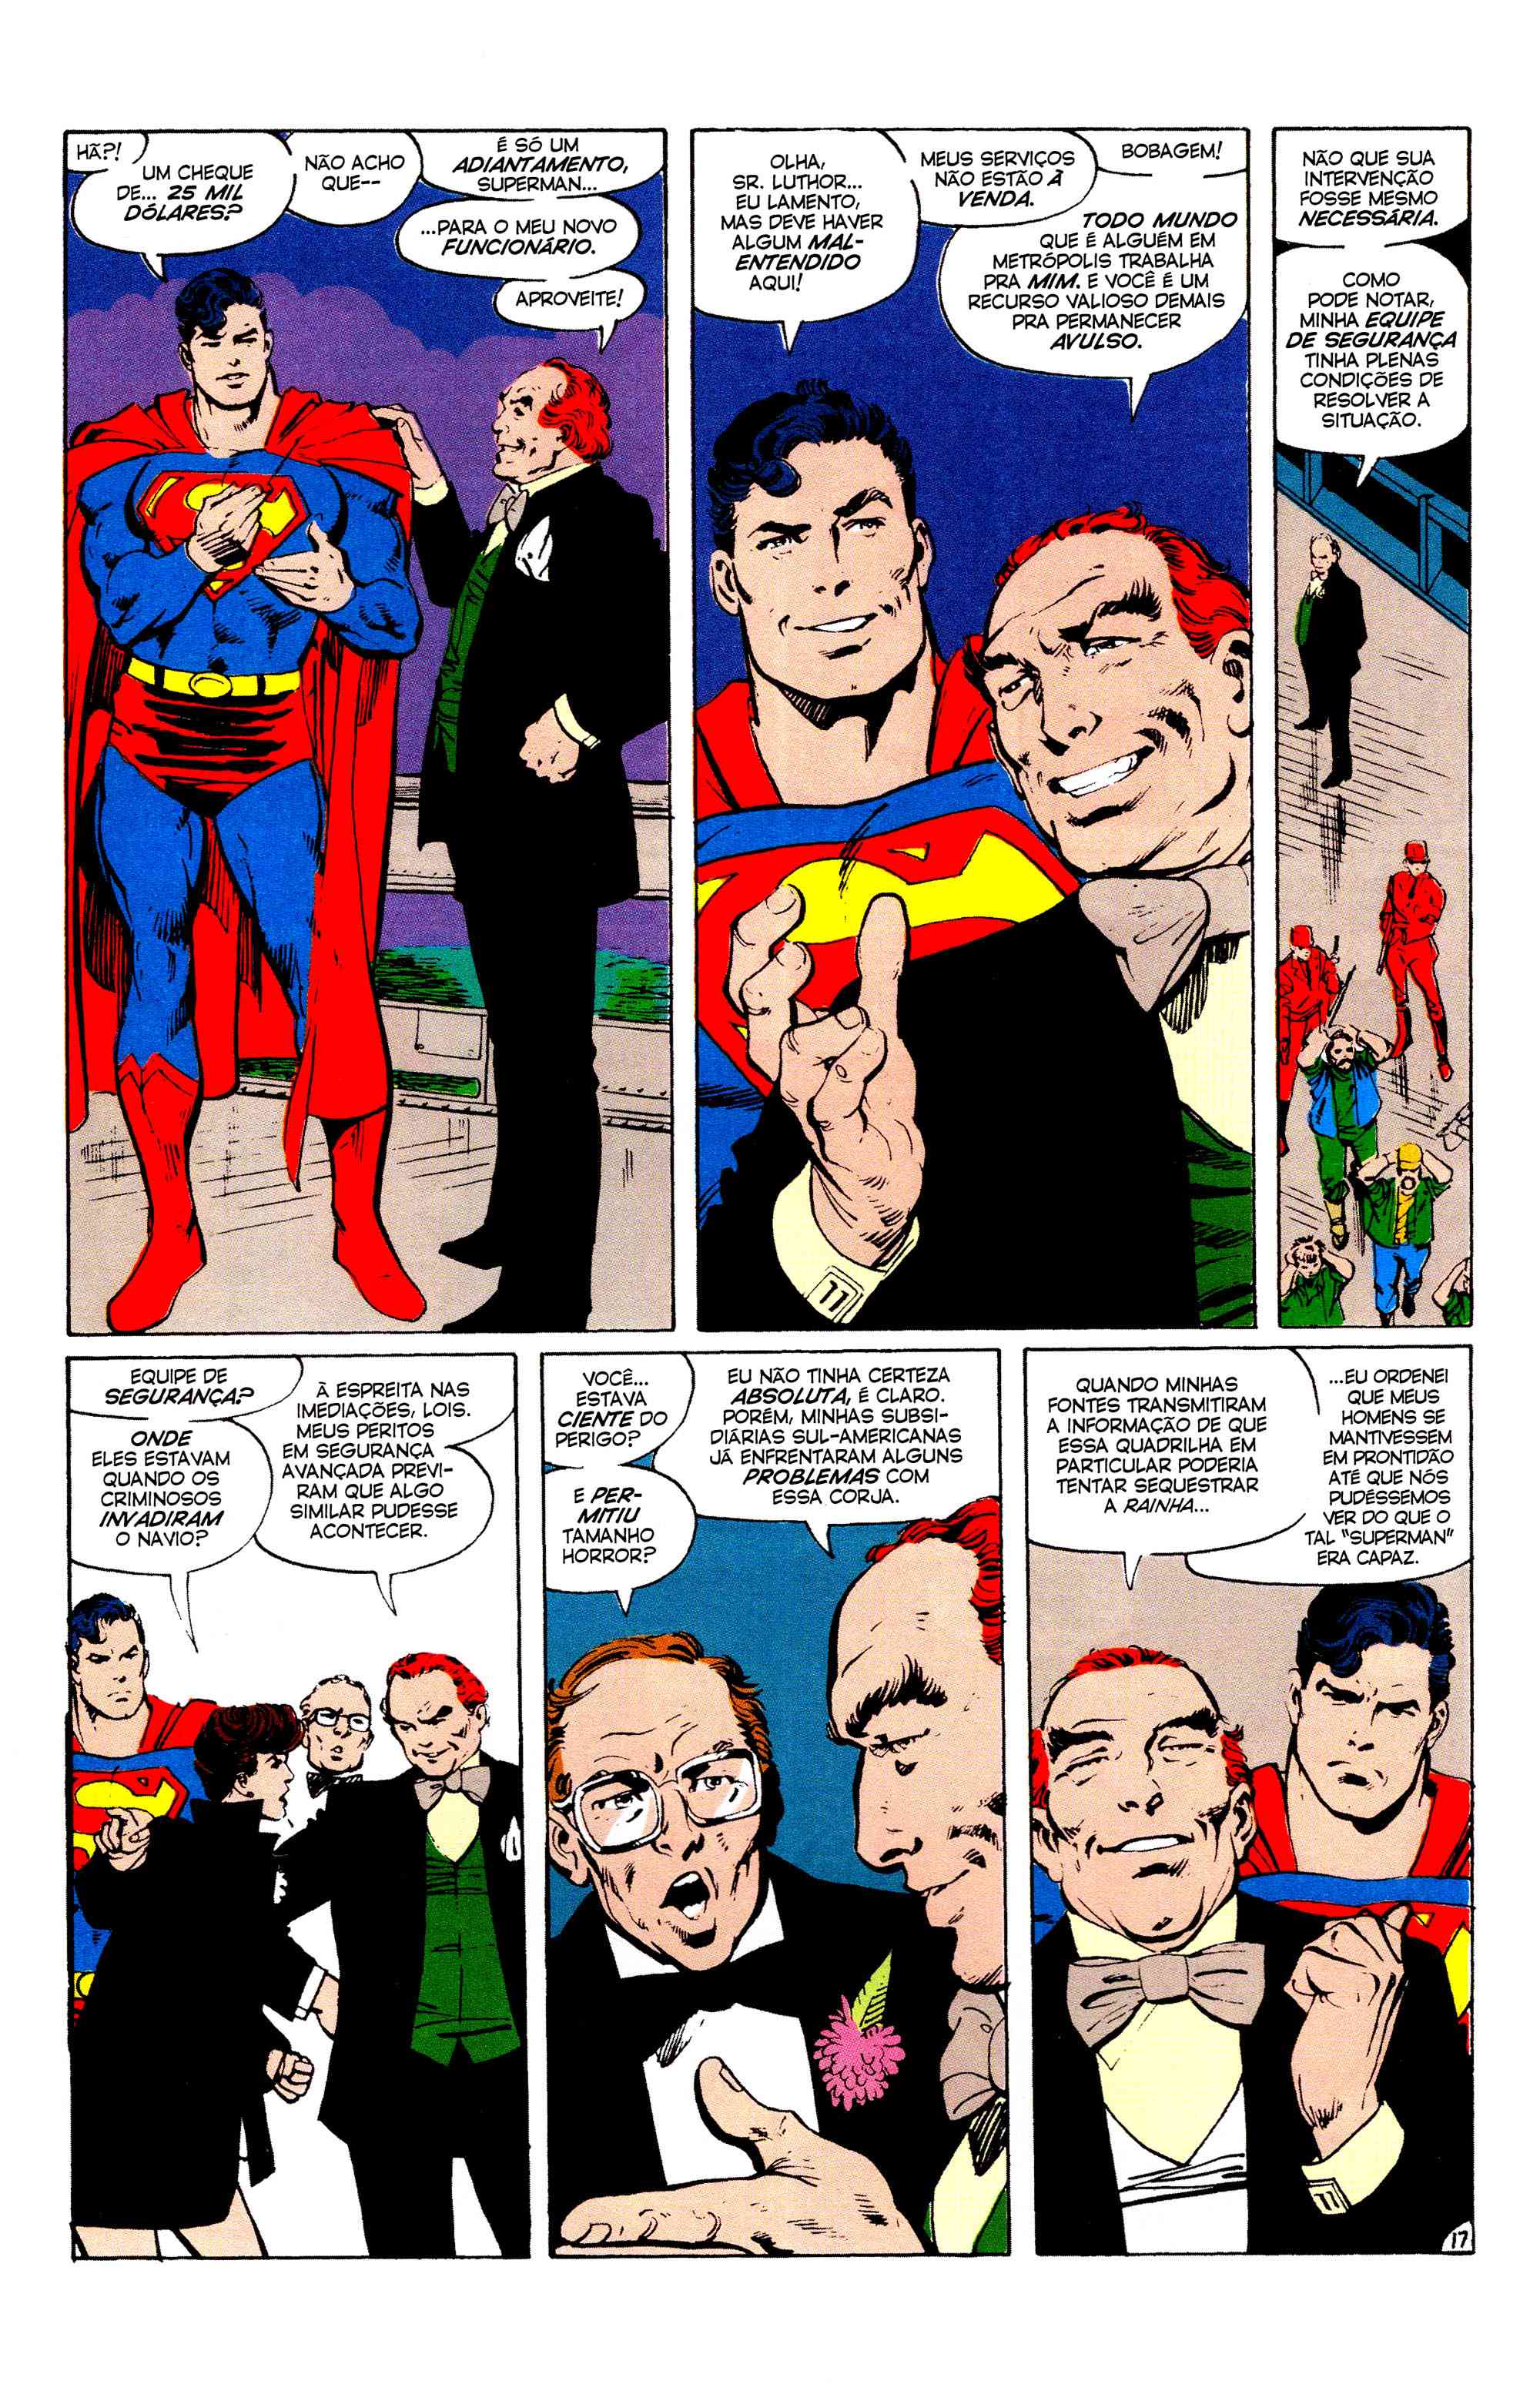 HÃ?!
UM CHEQUE
DE... 25 MIL
DÓLARES?
NÃO ACHO
QUE--
É SÓ UM
ADIANTAMENTO,
SUPERMAN...
...PARA O MEU NOVO
FUNCIONÁRIO.
APROVEITE!
OLHA,
SR. LUTHOR...
EU LAMENTO,
MAS DEVE HAVER
ALGUM MAL-
ENTENDIDO
AQUI!
MEUS SERVIÇOS
NÃO ESTÃO À
VENDA.
BOBAGEM!
TODO MUNDO
QUE É ALGUÉM EM
METRÓPOLIS TRABALHA
PRA MIM. E VOCÊ É UM
RECURSO VALIOSO DEMAIS
PRA PERMANECER
AVULSO.
NÃO QUE SUA
INTERVENÇÃO
FOSSE MESMO
NECESSÁRIA.
COMO
PODE NOTAR,
MINHA EQUIPE
DE SEGURANÇA
TINHA PLENAS
CONDIÇÕES DE
RESOLVER A
SITUAÇÃO.
EQUIPE DE
SEGURANÇA?
ONDE
ELES ESTAVAM
QUANDO OS
CRIMINOSOS
INVADIRAM
O NAVIO?
À ESPREITA NAS
IMEDIAÇÕES, LOIS.
MEUS PERITOS
EM SEGURANÇA
AVANÇADA PREVI-
RAM QUE ALGO
SIMILAR PUDESSE
ACONTECER.
VOCÊ...
ESTAVA
CIENTE DO
PERIGO?
E PER-
MITIU
TAMANHO
HORROR?
EU NÃO TINHA CERTEZA
ABSOLUTA, É CLARO.
PORÉM, MINHAS SUBSI-
DIÁRIAS SUL-AMERICANAS
JÁ ENFRENTARAM ALGUNS
PROBLEMAS COM
ESSA CORJA.
QUANDO MINHAS
FONTES TRANSMITIRAM
A INFORMAÇÃO DE QUE
ESSA QUADRILHA EM
PARTICULAR PODERIA
TENTAR SEQUESTRAR
A RAINHA...
...EU ORDENEI
QUE MEUS
HOMENS SE
MANTIVESSEM
EM PRONTIDÃO
ATÉ QUE NÓS
PUDÉSSEMOS
VER DO QUE O
TAL "SUPERMAN"
ERA CAPAZ.
17